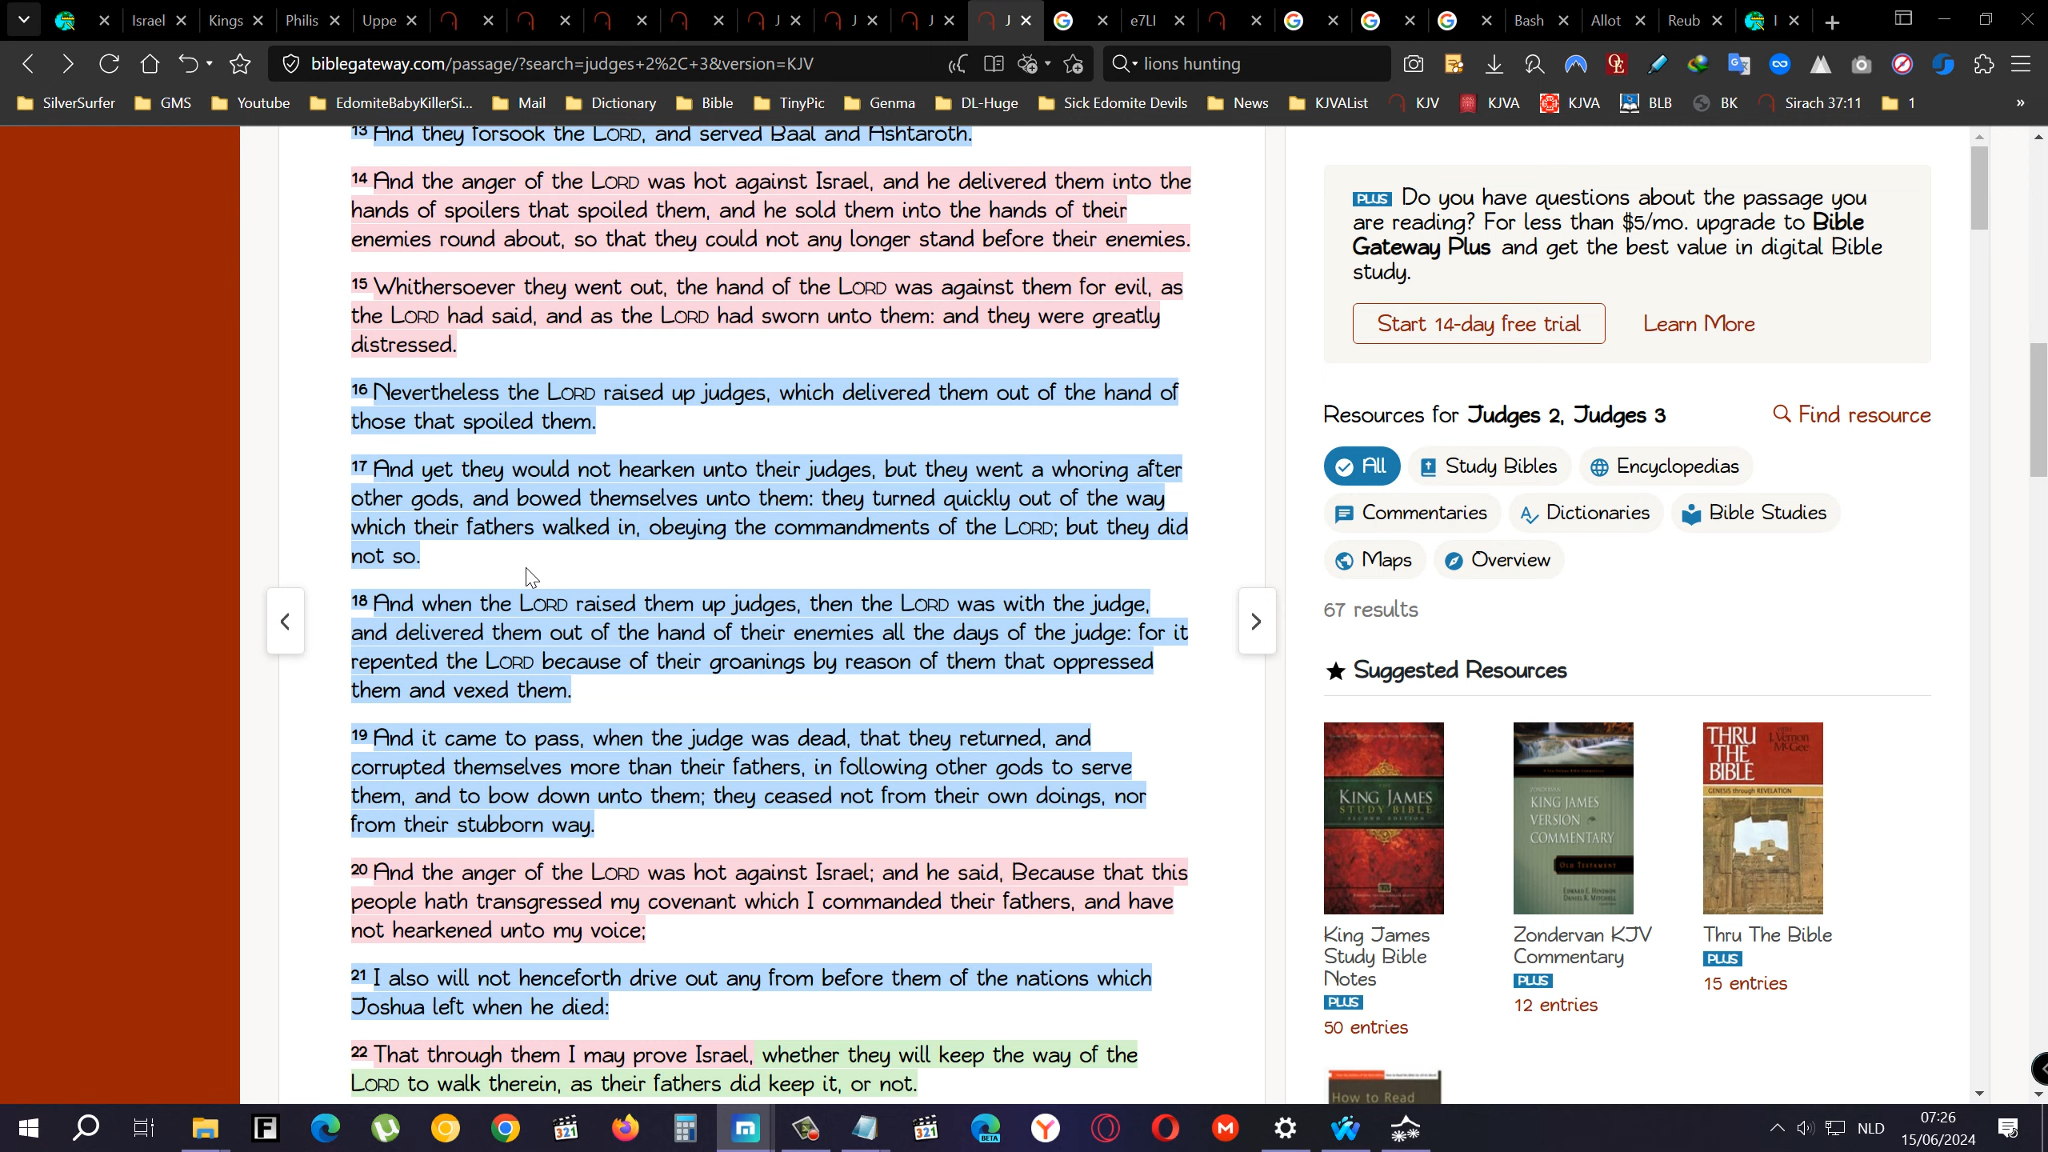 Israel
Kings
Philis
Uppe
J
J
J
J
e7LI
Bash
Allot
Reub
I
biblegateway.com/passage/?search=judges+2%2C+3&version=KJV
lions hunting
SilverSurfer
GMS
Youtube
EdomiteBabyKillerSi...
Mail
Dictionary
Bible
TinyPic
Genma
DL-Huge
Sick Edomite Devils
News
KJVAList
KJV
KJVA
KJVA
BLB
BK
Sirach 37:11
1
»
13 And they forsook the LORD, and served Baal and Ashtaroth.
14 And the anger of the LORD was hot against Israel, and he delivered them into the
hands of spoilers that spoiled them, and he sold them into the hands of their
enemies round about, so that they could not any longer stand before their enemies.
15 Whithersoever they went out, the hand of the LORD was against them for evil, as
the LORD had said, and as the LORD had sworn unto them: and they were greatly
distressed.
16 Nevertheless the LORD raised up judges, which delivered them out of the hand of
those that spoiled them.
17 And yet they would not hearken unto their judges, but they went a whoring after
other gods, and bowed themselves unto them: they turned quickly out of the way
which their fathers walked in, obeying the commandments of the LORD; but they did
not so.
18 And when the LORD raised them up judges, then the LORD was with the judge,
and delivered them out of the hand of their enemies all the days of the judge: for it
repented the LORD because of their groanings by reason of them that oppressed
them and vexed them.
19 And it came to pass, when the judge was dead, that they returned, and
corrupted themselves more than their fathers, in following other gods to serve
them, and to bow down unto them; they ceased not from their own doings, nor
from their stubborn way.
20 And the anger of the LORD was hot against Israel; and he said, Because that this
people hath transgressed my covenant which I commanded their fathers, and have
not hearkened unto my voice;
21 I also will not henceforth drive out any from before them of the nations which
Joshua left when he died:
22 That through them I may prove Israel, whether they will keep the way of the
LORD to walk therein, as their fathers did keep it, or not.
PLUS Do you have questions about the passage you
are reading? For less than $5/mo. upgrade to Bible
Gateway Plus and get the best value in digital Bible
study.
Start 14-day free trial
Learn More
Resources for Judges 2, Judges 3
Find resource
All
Study Bibles
Encyclopedias
Commentaries
Dictionaries
Bible Studies
Maps
Overview
67 results
Suggested Resources
KING JAMES
STUDY BIBLE
SECOND EDITION
KING JAMES
VERSION
COMMENTARY
OLD TESTAMENT
THRU
THE
BIBLE
J. Vernon
McGee
GENESIS through REVELATION
King James
Study Bible
Notes
PLUS
50 entries
Zondervan KJV
Commentary
PLUS
12 entries
Thru The Bible
PLUS
15 entries
How to Read
321
321
BETA
NLD
07:26
15/06/2024